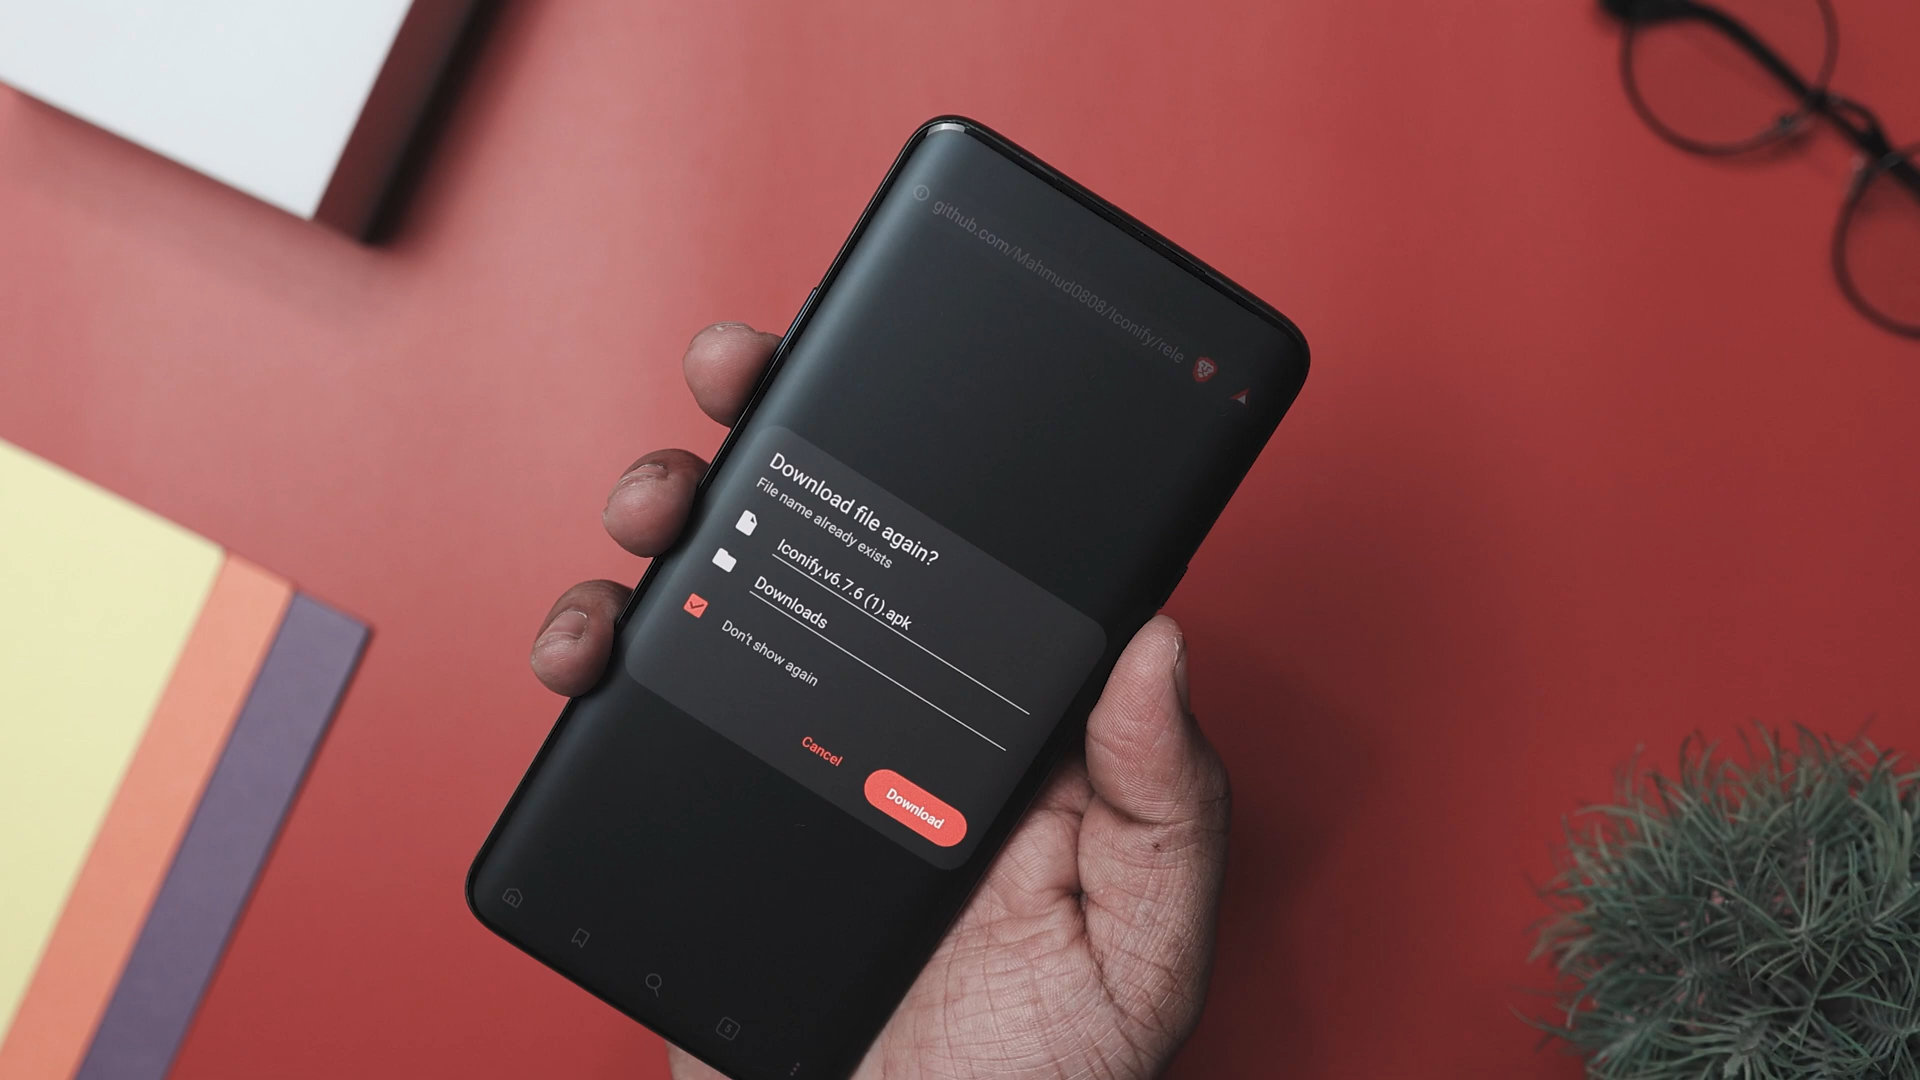 github.com/Mahmud0808/Iconify/rele
Download file again?
File name already exists
Iconify.v6.7.6 (1).apk
Downloads
Don't show again
Cancel
Download
5